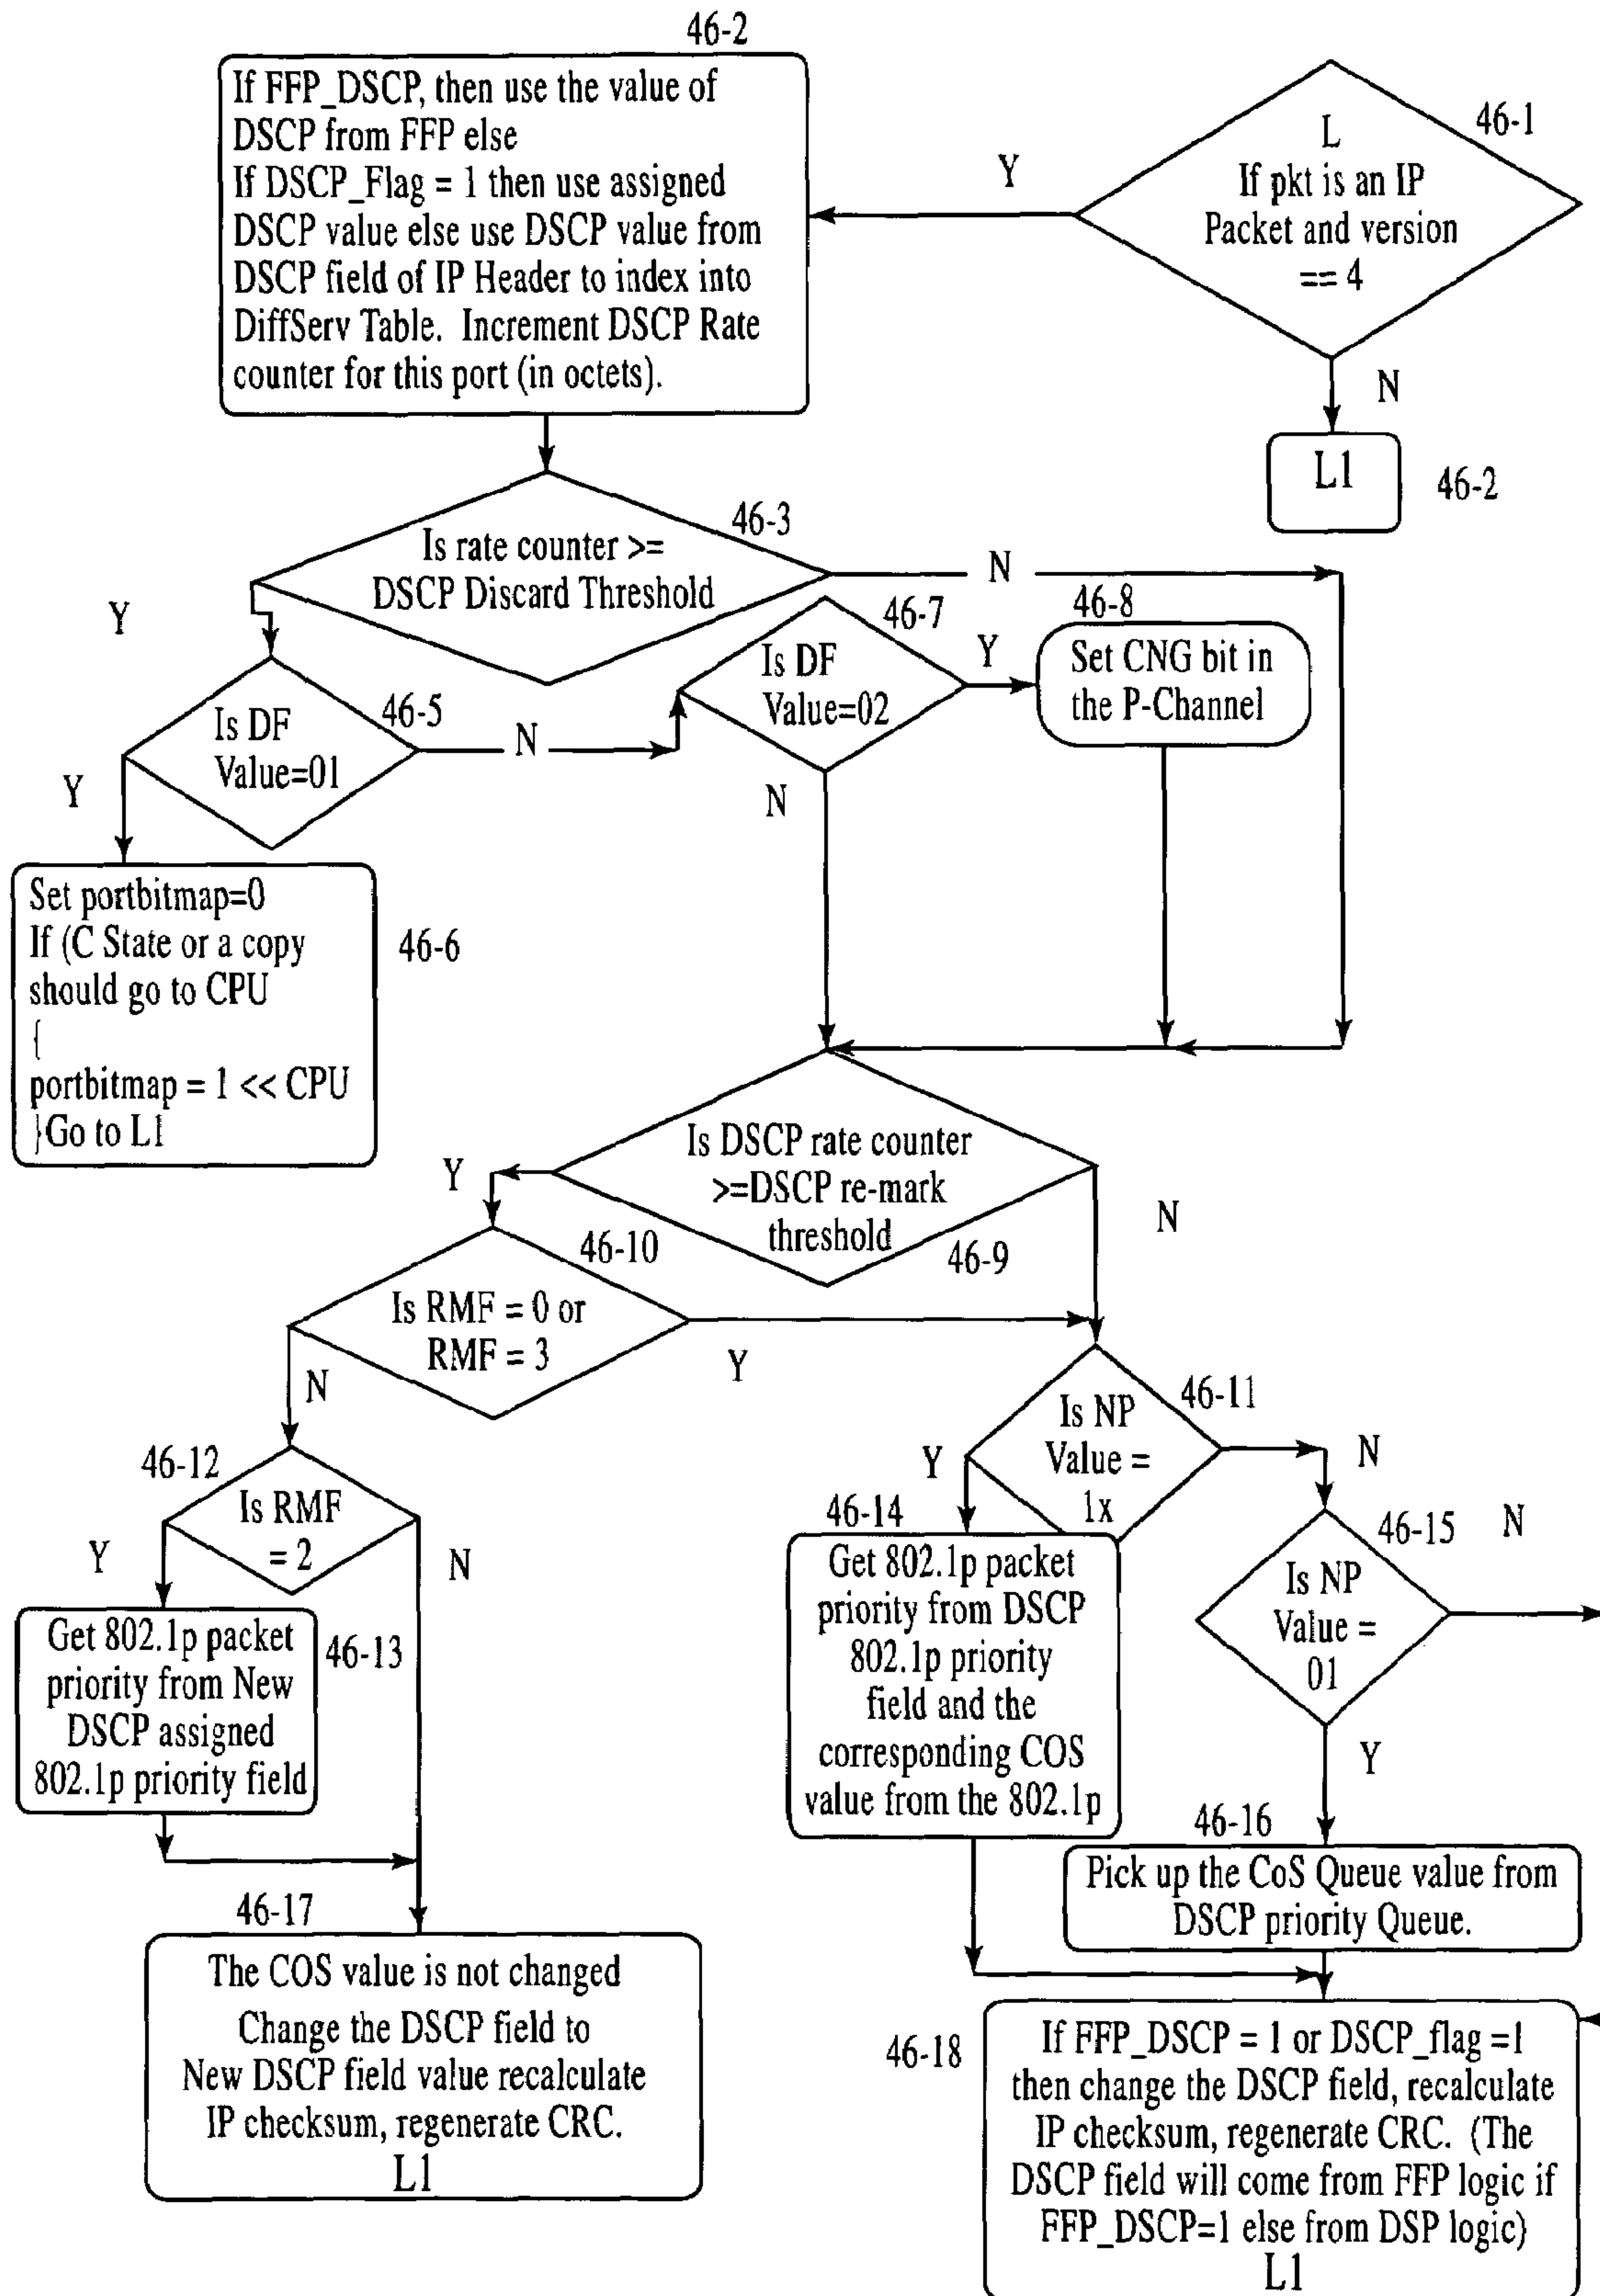 46-2
If FFP_DSCP, then use the value of
DSCP from FFP else
If DSCP_Flag = 1 then use assigned
DSCP value else use DSCP value from
DSCP field of IP Header to index into
DiffServ Table. Increment DSCP Rate
counter for this port (in octets).
46-1
L
If pkt is an IP
Packet and version
== 4
Y
N
L1
46-2
46-3
Is rate counter >=
DSCP Discard Threshold
N
Y
46-5
Is DF
Value=01
N
Y
46-7
Is DF
Value=02
Y
N
46-8
Set CNG bit in
the P-Channel
Set portbitmap=0
If (C State or a copy
should go to CPU
{
portbitmap = 1 << CPU
}Go to L1
46-6
Is DSCP rate counter
>=DSCP re-mark
threshold
46-9
Y
N
46-10
Is RMF = 0 or
RMF = 3
Y
N
46-11
Is NP
Value =
1x
Y
N
46-12
Is RMF
= 2
Y
N
46-13
Get 802.1p packet
priority from New
DSCP assigned
802.1p priority field
46-14
Get 802.1p packet
priority from DSCP
802.1p priority
field and the
corresponding COS
value from the 802.1p
46-15
Is NP
Value =
01
N
Y
46-16
Pick up the CoS Queue value from
DSCP priority Queue.
46-17
The COS value is not changed
Change the DSCP field to
New DSCP field value recalculate
IP checksum, regenerate CRC.
L1
46-18
If FFP_DSCP = 1 or DSCP_flag =1
then change the DSCP field, recalculate
IP checksum, regenerate CRC. (The
DSCP field will come from FFP logic if
FFP_DSCP=1 else from DSP logic)
L1